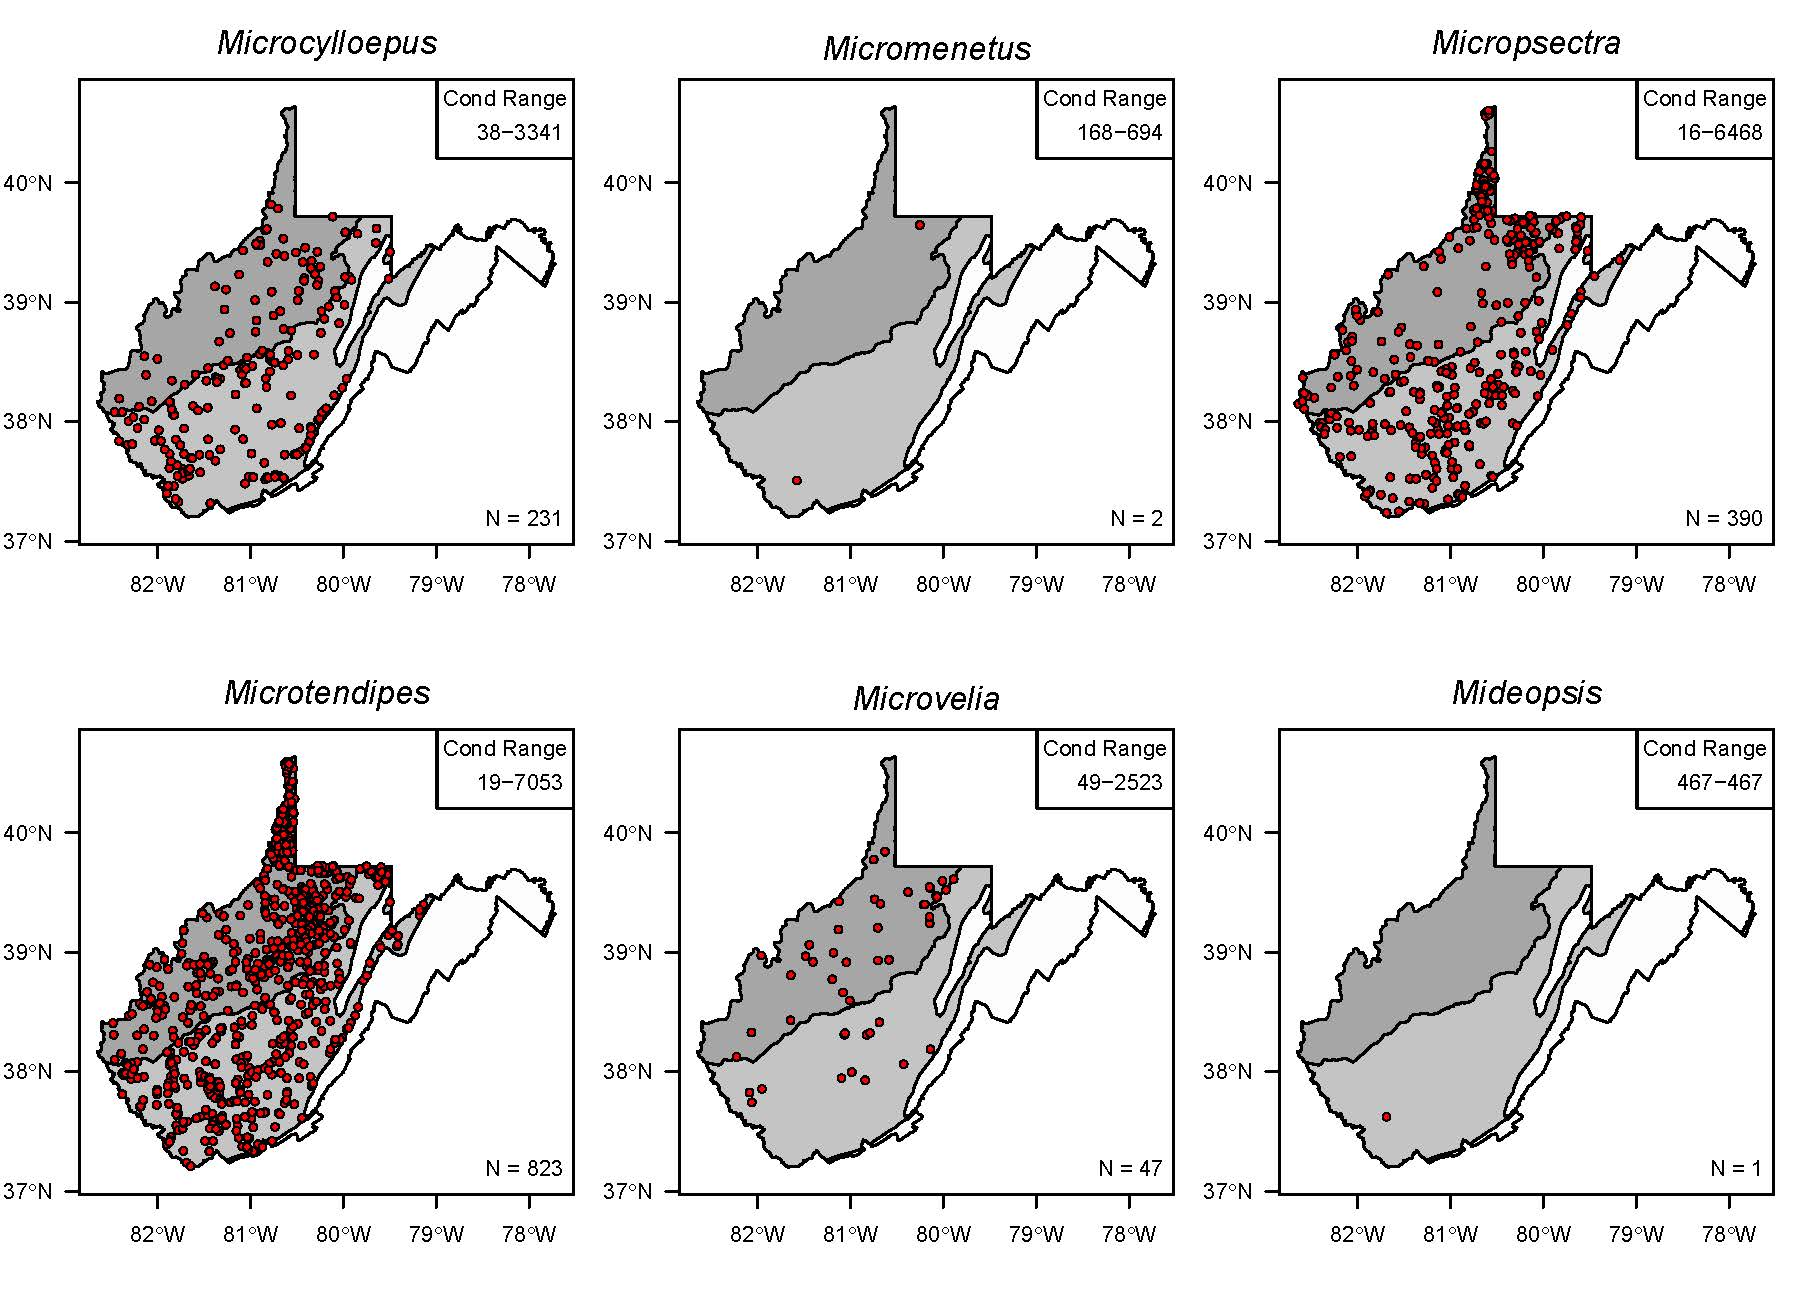 Microcylloepus
Cond Range
38−3341
40°N
39°N
38°N
37°N
N = 231
82°W 81°W 80°W 79°W 78°W
Micromenetus
Cond Range
168−694
40°N
39°N
38°N
37°N
N = 2
82°W 81°W 80°W 79°W 78°W
Micropsectra
Cond Range
16−6468
40°N
39°N
38°N
37°N
N = 390
82°W 81°W 80°W 79°W 78°W
Microtendipes
Cond Range
19−7053
40°N
39°N
38°N
37°N
N = 823
82°W 81°W 80°W 79°W 78°W
Microvelia
Cond Range
49−2523
40°N
39°N
38°N
37°N
N = 47
82°W 81°W 80°W 79°W 78°W
Mideopsis
Cond Range
467−467
40°N
39°N
38°N
37°N
N = 1
82°W 81°W 80°W 79°W 78°W